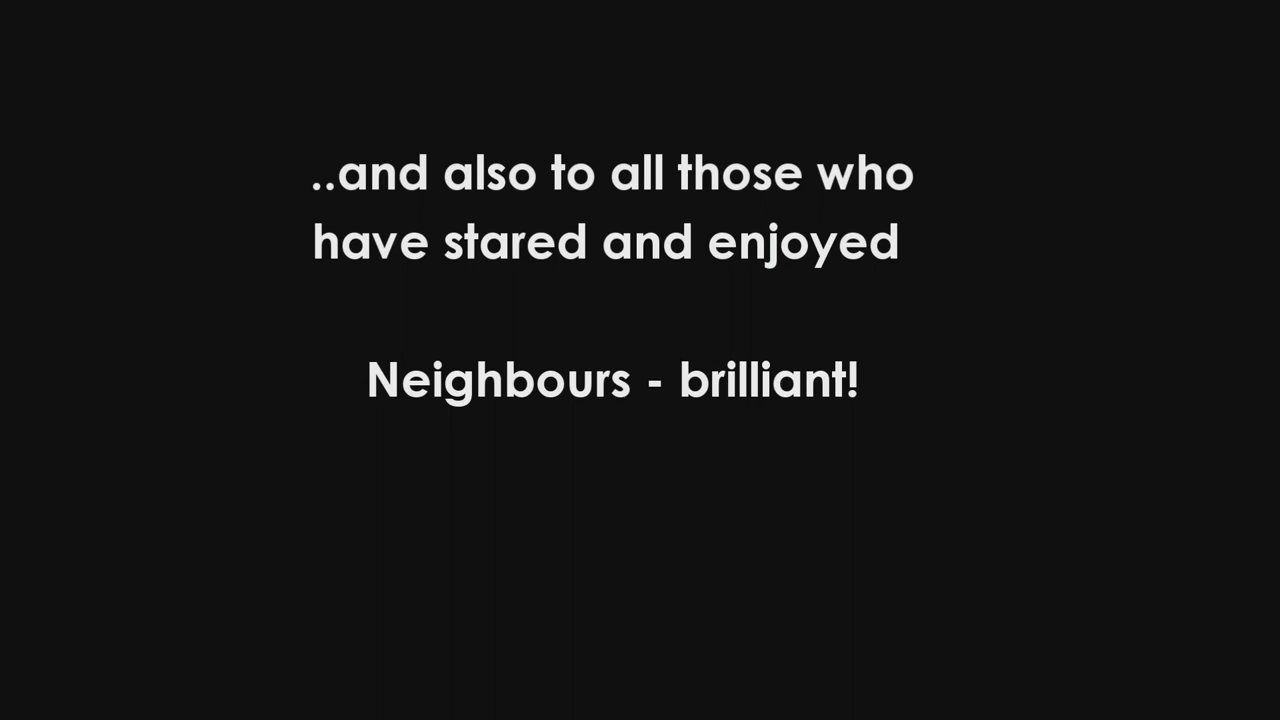 ..and also to all those who
have stared and enjoyed
Neighbours - brilliant!